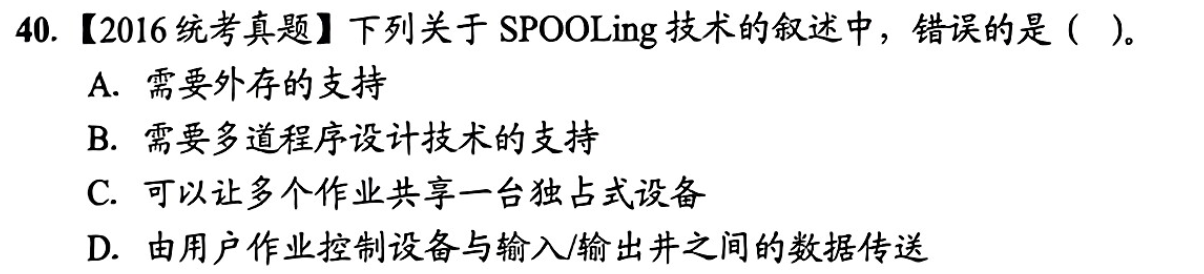 40.【2016 统考真题】下列关于 SPOOLing 技术的叙述中，错误的是（ ）。
A. 需要外存的支持
B. 需要多道程序设计技术的支持
C. 可以让多个作业共享一台独占式设备
D. 由用户作业控制设备与输入/输出井之间的数据传送